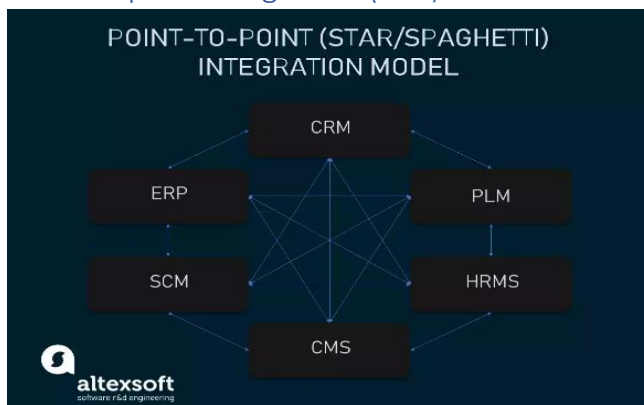 POINT-TO-POINT (STAR/SPAGHETTI)
INTEGRATION MODEL
CRM
ERP
PLM
SCM
HRMS
CMS
altexsoft
software r&d engineering